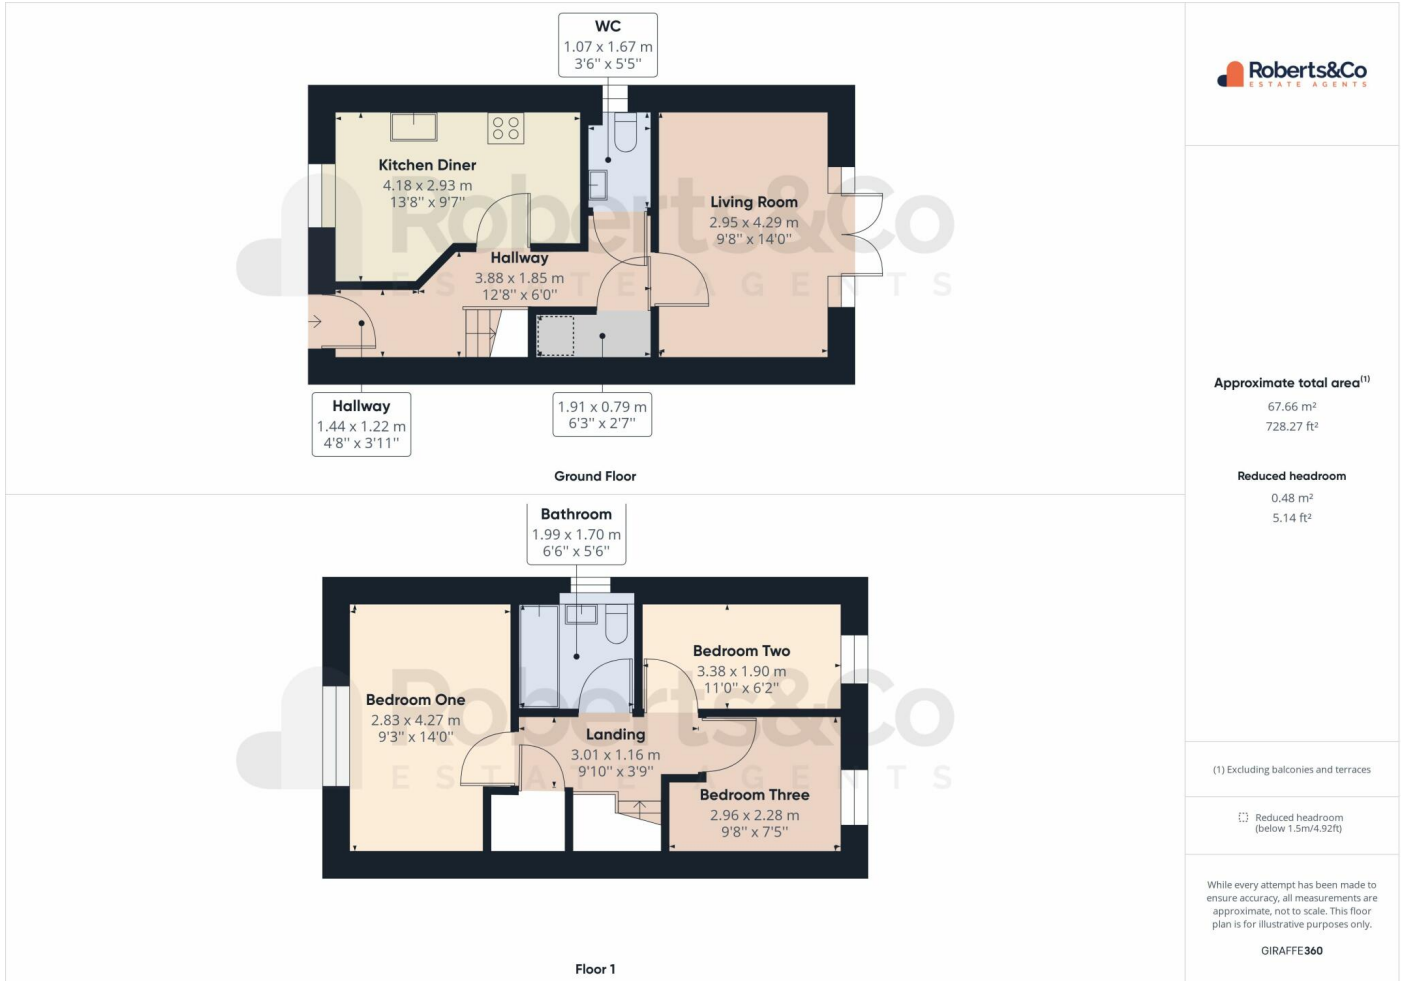 WC
1.07 x 1.67 m
3'6" x 5'5"
Kitchen Diner
4.18 x 2.93 m
13'8" x 9'7"
Living Room
2.95 x 4.29 m
9'8" x 14'0"
Hallway
3.88 x 1.85 m
12'8" x 6'0"
Hallway
1.44 x 1.22 m
4'8" x 3'11"
1.91 x 0.79 m
6'3" x 2'7"
Roberts&Co
ESTATE AGENTS
Ground Floor
Bathroom
1.99 x 1.70 m
6'6" x 5'6"
Bedroom Two
3.38 x 1.90 m
11'0" x 6'2"
Bedroom One
2.83 x 4.27 m
9'3" x 14'0"
Landing
3.01 x 1.16 m
9'10" x 3'9"
Bedroom Three
2.96 x 2.28 m
9'8" x 7'5"
Roberts&Co
ESTATE AGENTS
Floor 1
Roberts&Co
ESTATE AGENTS
Approximate total area(1)
67.66 m²
728.27 ft²
Reduced headroom
0.48 m²
5.14 ft²
(1) Excluding balconies and terraces
Reduced headroom
(below 1.5m/4.92ft)
While every attempt has been made to
ensure accuracy, all measurements are
approximate, not to scale. This floor
plan is for illustrative purposes only.
GIRAFFE360